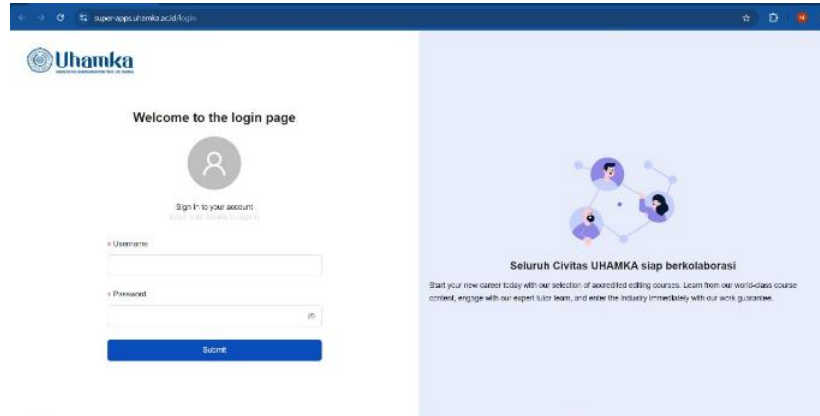 super-apps.uhamka.ac.id/login
Uhamka
Welcome to the login page
Sign in to your account
* Username
* Password
Submit
Seluruh Civitas UHAMKA siap berkolaborasi
Start your new career today with our selection of accredited editing courses. Learn from our world-class course
content, engage with our expert tutor team, and enter the industry immediately with our work guarantee.